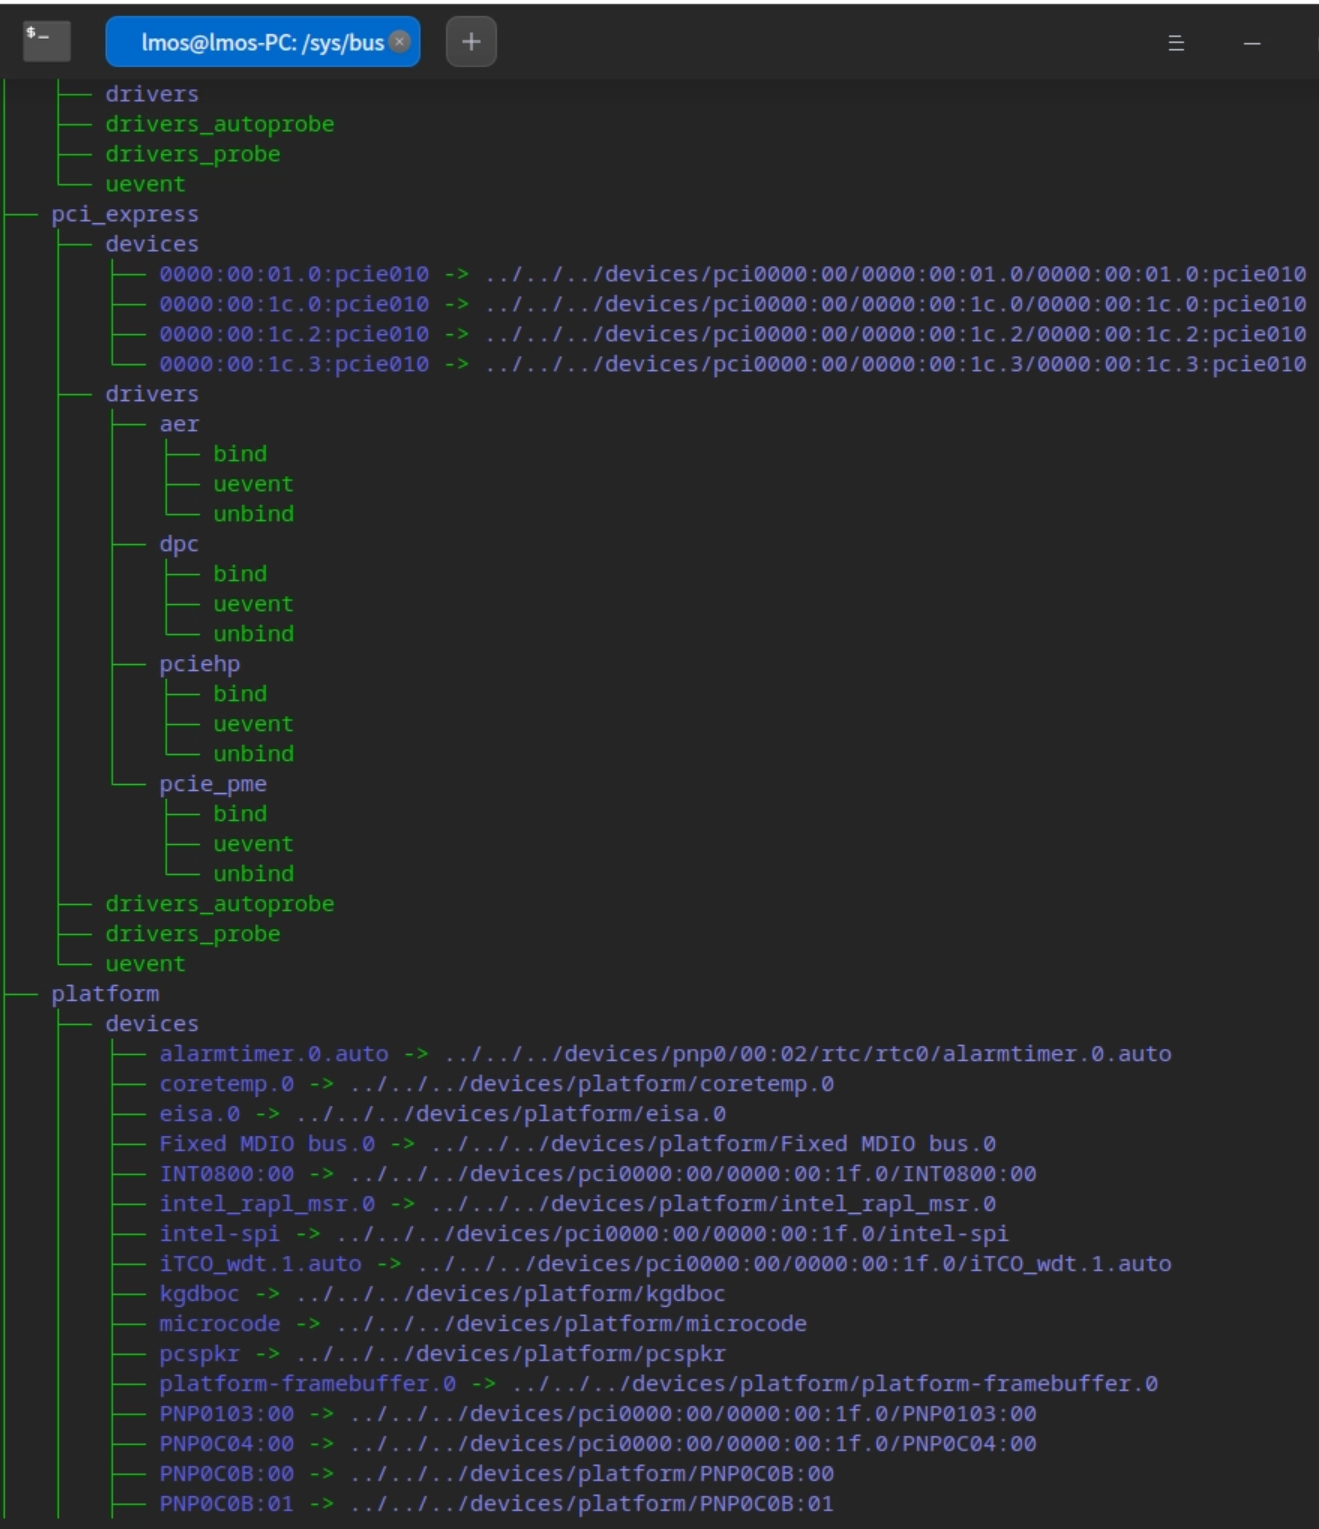 $_
lmos@lmos-PC: /sys/bus
├── drivers
├── drivers_autoprobe
├── drivers_probe
└── uevent
├── pci_express
├── devices
├── 0000:00:01.0:pcie010 -> ../../../devices/pci0000:00/0000:00:01.0/0000:00:01.0:pcie010
├── 0000:00:1c.0:pcie010 -> ../../../devices/pci0000:00/0000:00:1c.0/0000:00:1c.0:pcie010
├── 0000:00:1c.2:pcie010 -> ../../../devices/pci0000:00/0000:00:1c.2/0000:00:1c.2:pcie010
└── 0000:00:1c.3:pcie010 -> ../../../devices/pci0000:00/0000:00:1c.3/0000:00:1c.3:pcie010
├── drivers
├── aer
├── bind
├── uevent
└── unbind
├── dpc
├── bind
├── uevent
└── unbind
├── pciehp
├── bind
├── uevent
└── unbind
└── pcie_pme
├── bind
├── uevent
└── unbind
├── drivers_autoprobe
├── drivers_probe
└── uevent
├── platform
├── devices
├── alarmtimer.0.auto -> ../../../devices/pnp0/00:02/rtc/rtc0/alarmtimer.0.auto
├── coretemp.0 -> ../../../devices/platform/coretemp.0
├── eisa.0 -> ../../../devices/platform/eisa.0
├── Fixed MDIO bus.0 -> ../../../devices/platform/Fixed MDIO bus.0
├── INT0800:00 -> ../../../devices/pci0000:00/0000:00:1f.0/INT0800:00
├── intel_rapl_msr.0 -> ../../../devices/platform/intel_rapl_msr.0
├── intel-spi -> ../../../devices/pci0000:00/0000:00:1f.0/intel-spi
├── iTCO_wdt.1.auto -> ../../../devices/pci0000:00/0000:00:1f.0/iTCO_wdt.1.auto
├── kgdboc -> ../../../devices/platform/kgdboc
├── microcode -> ../../../devices/platform/microcode
├── pcspkr -> ../../../devices/platform/pcspkr
├── platform-framebuffer.0 -> ../../../devices/platform/platform-framebuffer.0
├── PNP0103:00 -> ../../../devices/pci0000:00/0000:00:1f.0/PNP0103:00
├── PNP0C04:00 -> ../../../devices/pci0000:00/0000:00:1f.0/PNP0C04:00
├── PNP0C0B:00 -> ../../../devices/platform/PNP0C0B:00
├── PNP0C0B:01 -> ../../../devices/platform/PNP0C0B:01